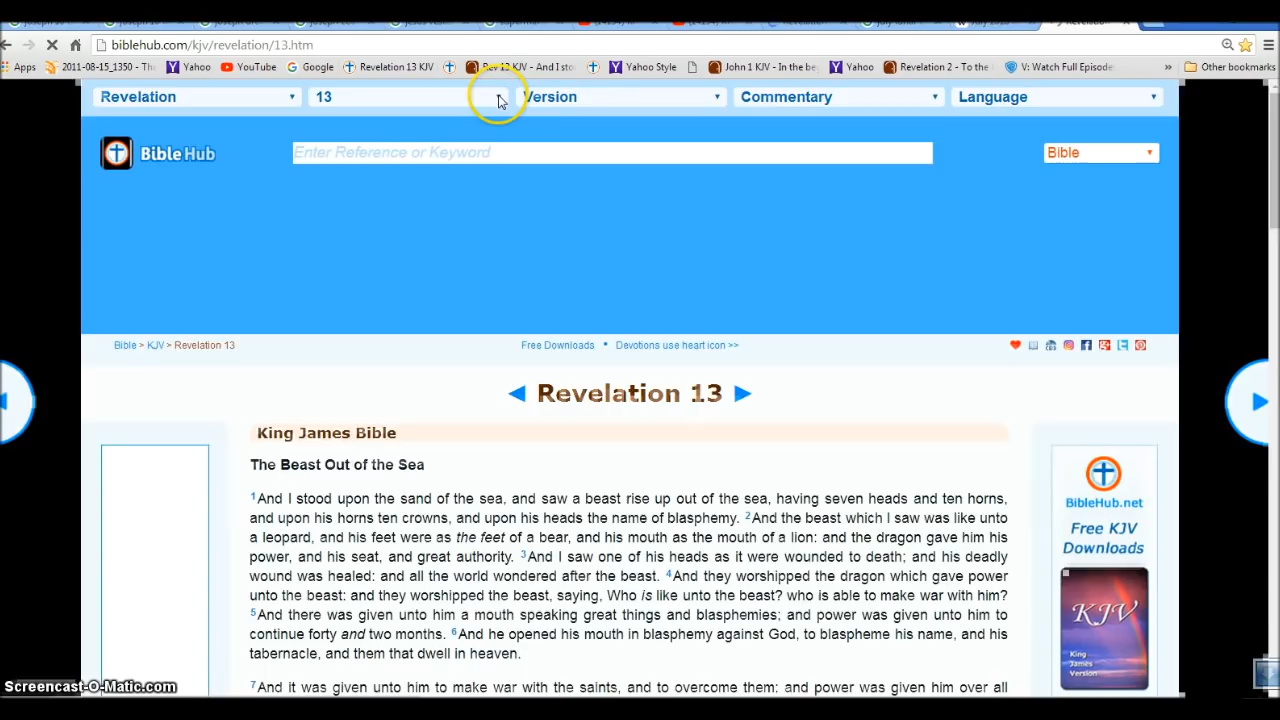 biblehub.com/kjv/revelation/13.htm
Apps 2011-08-15_1350 - Th Yahoo YouTube Google Revelation 13 KJV Rev 12 KJV - And I sto Yahoo Style John 1 KJV - In the be Yahoo Revelation 2 - To the V: Watch Full Episode » Other bookmarks
Revelation 13 Version Commentary Language
Bible Hub Enter Reference or Keyword Bible
Bible > KJV > Revelation 13 Free Downloads • Devotions use heart icon >>
◄ Revelation 13 ►
King James Bible
The Beast Out of the Sea
1And I stood upon the sand of the sea, and saw a beast rise up out of the sea, having seven heads and ten horns,
and upon his horns ten crowns, and upon his heads the name of blasphemy. 2And the beast which I saw was like unto
a leopard, and his feet were as the feet of a bear, and his mouth as the mouth of a lion: and the dragon gave him his
power, and his seat, and great authority. 3And I saw one of his heads as it were wounded to death; and his deadly
wound was healed: and all the world wondered after the beast. 4And they worshipped the dragon which gave power
unto the beast: and they worshipped the beast, saying, Who is like unto the beast? who is able to make war with him?
5And there was given unto him a mouth speaking great things and blasphemies; and power was given unto him to
continue forty and two months. 6And he opened his mouth in blasphemy against God, to blaspheme his name, and his
tabernacle, and them that dwell in heaven.
7And it was given unto him to make war with the saints, and to overcome them: and power was given him over all
BibleHub.net
Free KJV
Downloads
KJV
King
James
Version
Screencast-O-Matic.com